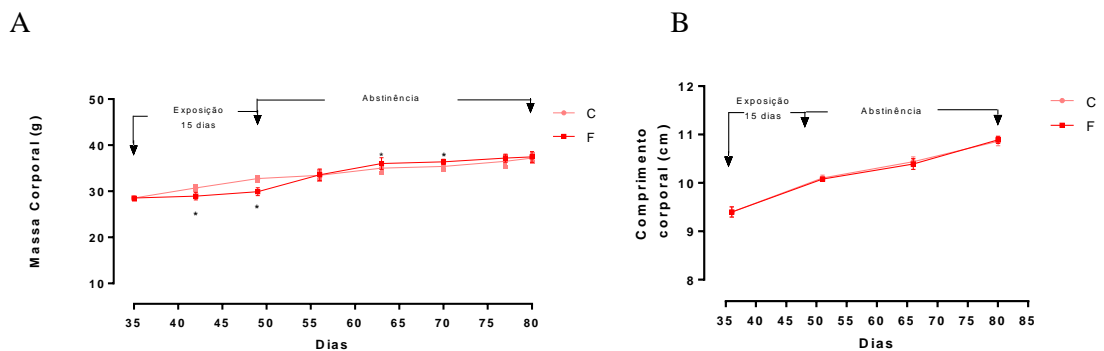 A
Massa Corporal (g)
50
40
30
20
10
Exposição
15 dias
Abstinência
C
F
*
*
*
*
35 40 45 50 55 60 65 70 75 80
Dias
B
Comprimento
corporal (cm)
12
11
10
9
8
Exposição
15 dias
Abstinência
C
F
35 40 45 50 55 60 65 70 75 80 85
Dias